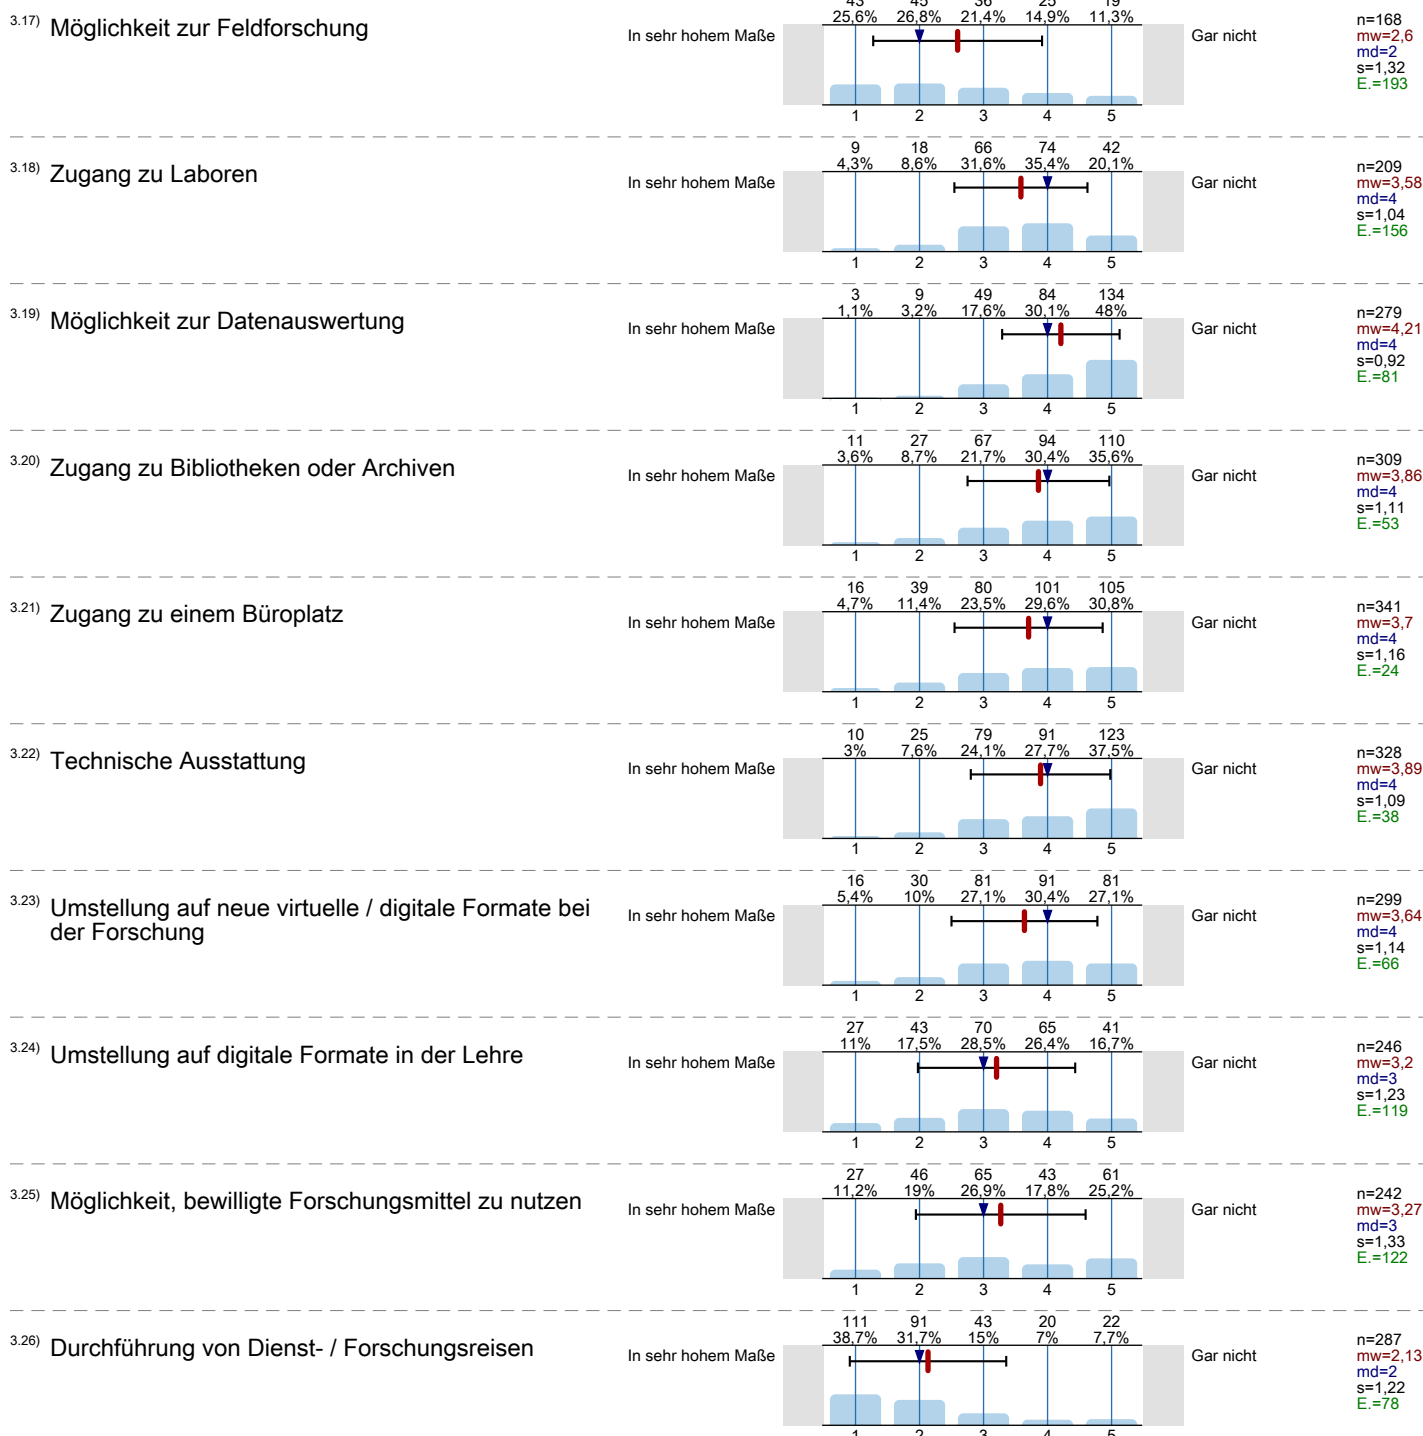 43 45 36 25 19
3.17) Möglichkeit zur Feldforschung In sehr hohem Maße 25,6% 26,8% 21,4% 14,9% 11,3% Gar nicht n=168
mw=2,6
md=2
s=1,32
E.=193
1 2 3 4 5
9 18 66 74 42
3.18) Zugang zu Laboren In sehr hohem Maße 4,3% 8,6% 31,6% 35,4% 20,1% Gar nicht n=209
mw=3,58
md=4
s=1,04
E.=156
1 2 3 4 5
3 9 49 84 134
3.19) Möglichkeit zur Datenauswertung In sehr hohem Maße 1,1% 3,2% 17,6% 30,1% 48% Gar nicht n=279
mw=4,21
md=4
s=0,92
E.=81
1 2 3 4 5
11 27 67 94 110
3.20) Zugang zu Bibliotheken oder Archiven In sehr hohem Maße 3,6% 8,7% 21,7% 30,4% 35,6% Gar nicht n=309
mw=3,86
md=4
s=1,11
E.=53
1 2 3 4 5
16 39 80 101 105
3.21) Zugang zu einem Büroplatz In sehr hohem Maße 4,7% 11,4% 23,5% 29,6% 30,8% Gar nicht n=341
mw=3,7
md=4
s=1,16
E.=24
1 2 3 4 5
10 25 79 91 123
3.22) Technische Ausstattung In sehr hohem Maße 3% 7,6% 24,1% 27,7% 37,5% Gar nicht n=328
mw=3,89
md=4
s=1,09
E.=38
1 2 3 4 5
16 30 81 91 81
3.23) Umstellung auf neue virtuelle / digitale Formate bei In sehr hohem Maße 5,4% 10% 27,1% 30,4% 27,1% Gar nicht n=299
der Forschung mw=3,64
md=4
s=1,14
E.=66
1 2 3 4 5
27 43 70 65 41
3.24) Umstellung auf digitale Formate in der Lehre In sehr hohem Maße 11% 17,5% 28,5% 26,4% 16,7% Gar nicht n=246
mw=3,2
md=3
s=1,23
E.=119
1 2 3 4 5
27 46 65 43 61
3.25) Möglichkeit, bewilligte Forschungsmittel zu nutzen In sehr hohem Maße 11,2% 19% 26,9% 17,8% 25,2% Gar nicht n=242
mw=3,27
md=3
s=1,33
E.=122
1 2 3 4 5
111 91 43 20 22
3.26) Durchführung von Dienst- / Forschungsreisen In sehr hohem Maße 38,7% 31,7% 15% 7% 7,7% Gar nicht n=287
mw=2,13
md=2
s=1,22
E.=78
1 2 3 4 5